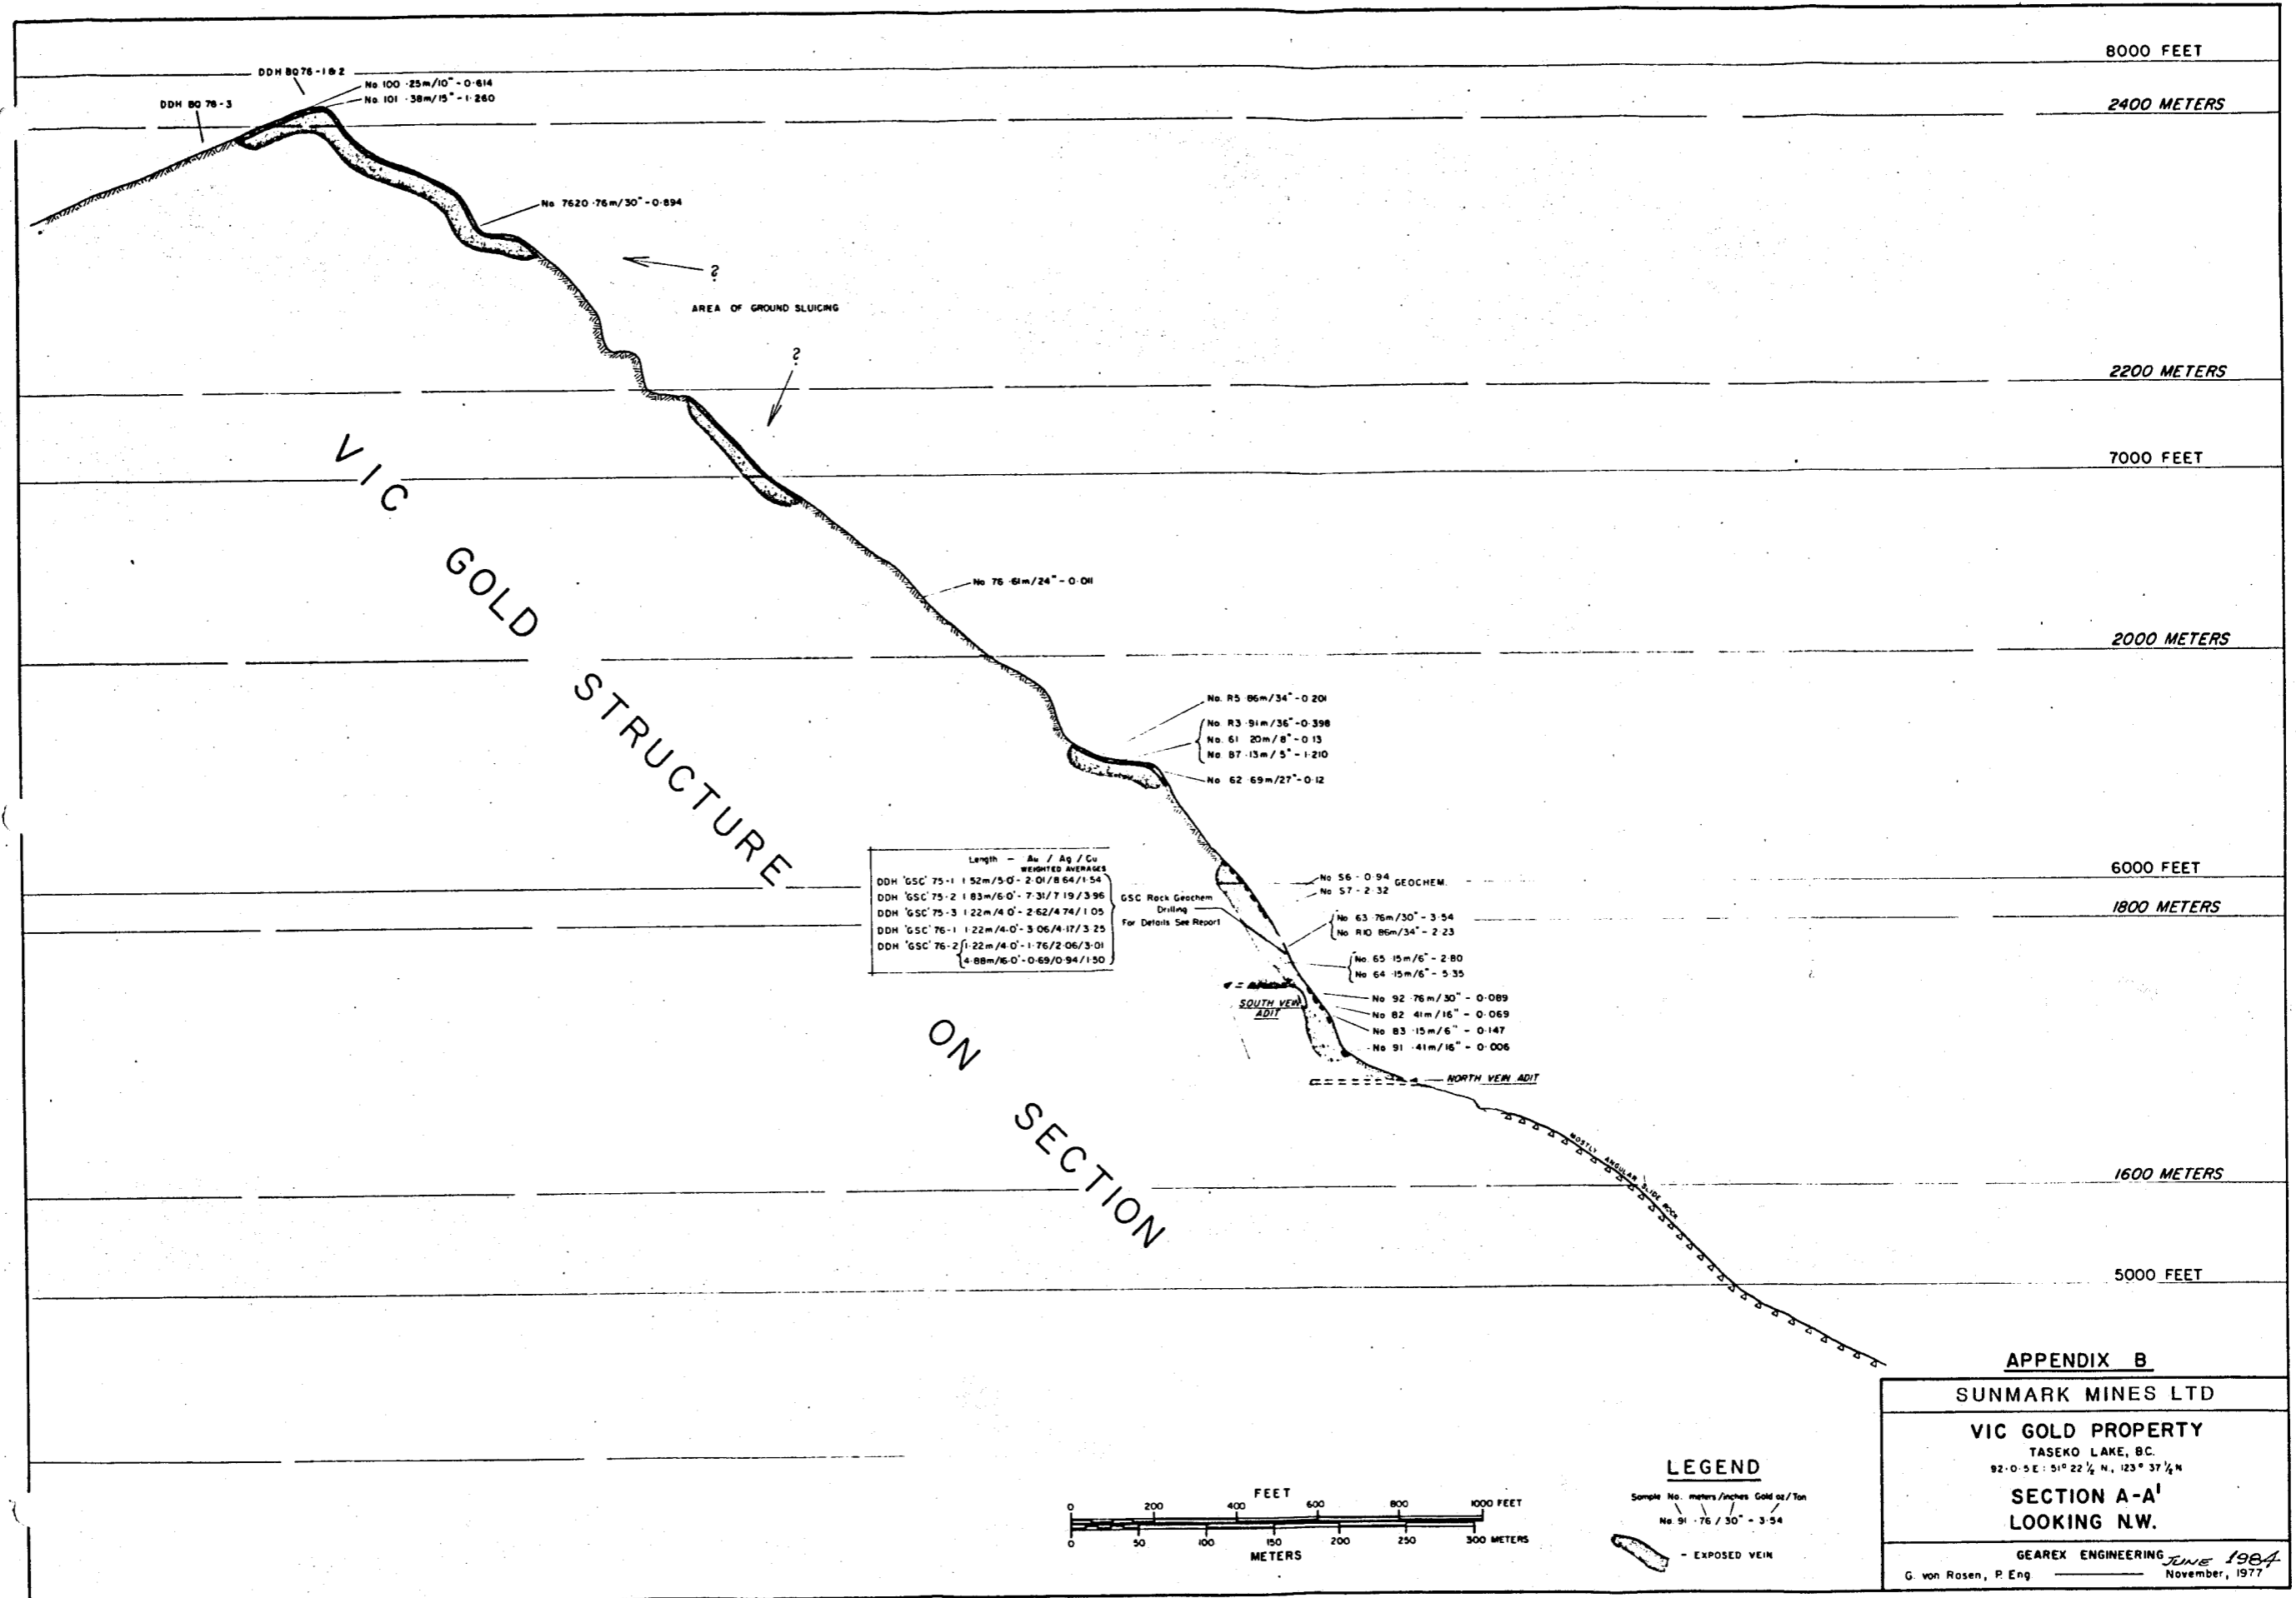 8000 FEET
DDH BQ 76-1&2
No 100 ·25m/10" - 0·614
No. 101 ·38m/15" - 1·260
DDH BQ 76-3
2400 METERS
No 7620 ·76m/30" - 0·894
?
AREA OF GROUND SLUICING
?
2200 METERS
7000 FEET
VIC GOLD STRUCTURE ON SECTION
No 76 ·61m/24" - 0·011
2000 METERS
No. R5 ·86m/34" - 0·201
No R3 ·91m/36" - 0·398
No. 61 ·20m/8" - 0·13
No 87 ·13m/5" - 1·210
No 62 ·69m/27" - 0·12
Length - Au / Ag / Cu
WEIGHTED AVERAGES
DDH 'GSC' 75-1 1·52m/5·0' - 2·01/8·64/1·54
DDH 'GSC' 75-2 1·83m/6·0' - 7·31/7·19/3·96
DDH 'GSC' 75-3 1·22m/4·0' - 2·62/4·74/1·05
DDH 'GSC' 76-1 1·22m/4·0' - 3·06/4·17/3·25
DDH 'GSC' 76-2 1·22m/4·0' - 1·76/2·06/3·01
4·88m/16·0' - 0·69/0·94/1·50
GSC Rock Geochem
Drilling
For Details See Report
6000 FEET
No S6 - 0·94
No S7 - 2·32
GEOCHEM.
1800 METERS
No 63 ·76m/30" - 3·54
No R10 ·86m/34" - 2·23
No. 65 ·15m/6" - 2·80
No 64 ·15m/6" - 5·35
SOUTH VEIN
ADIT
No 92 ·76m/30" - 0·089
No 82 ·41m/16" - 0·069
No 83 ·15m/6" - 0·147
No 91 ·41m/16" - 0·006
NORTH VEIN ADIT
MOSTLY ANGULAR SLIDE ROCK
1600 METERS
5000 FEET
APPENDIX B
SUNMARK MINES LTD
VIC GOLD PROPERTY
TASEKO LAKE, B.C.
92-O-5E : 51° 22 ½ N., 123° 37 ½ W
SECTION A-A'
LOOKING N.W.
GEAREX ENGINEERING JUNE 1984
G. von Rosen, P. Eng. November, 1977
FEET
0 200 400 600 800 1000 FEET
0 50 100 150 200 250 300 METERS
METERS
LEGEND
Sample No. meters/inches Gold oz/Ton
No 91 ·76 / 30" - 3·54
- EXPOSED VEIN